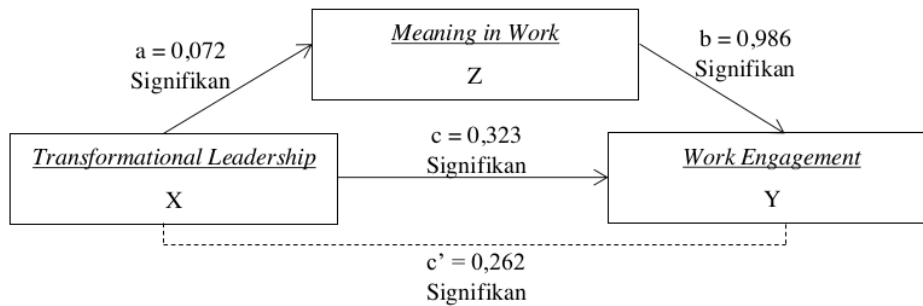 Meaning in Work
Z
a = 0,072
Signifikan
b = 0,986
Signifikan
Transformational Leadership
X
c = 0,323
Signifikan
Work Engagement
Y
c’ = 0,262
Signifikan